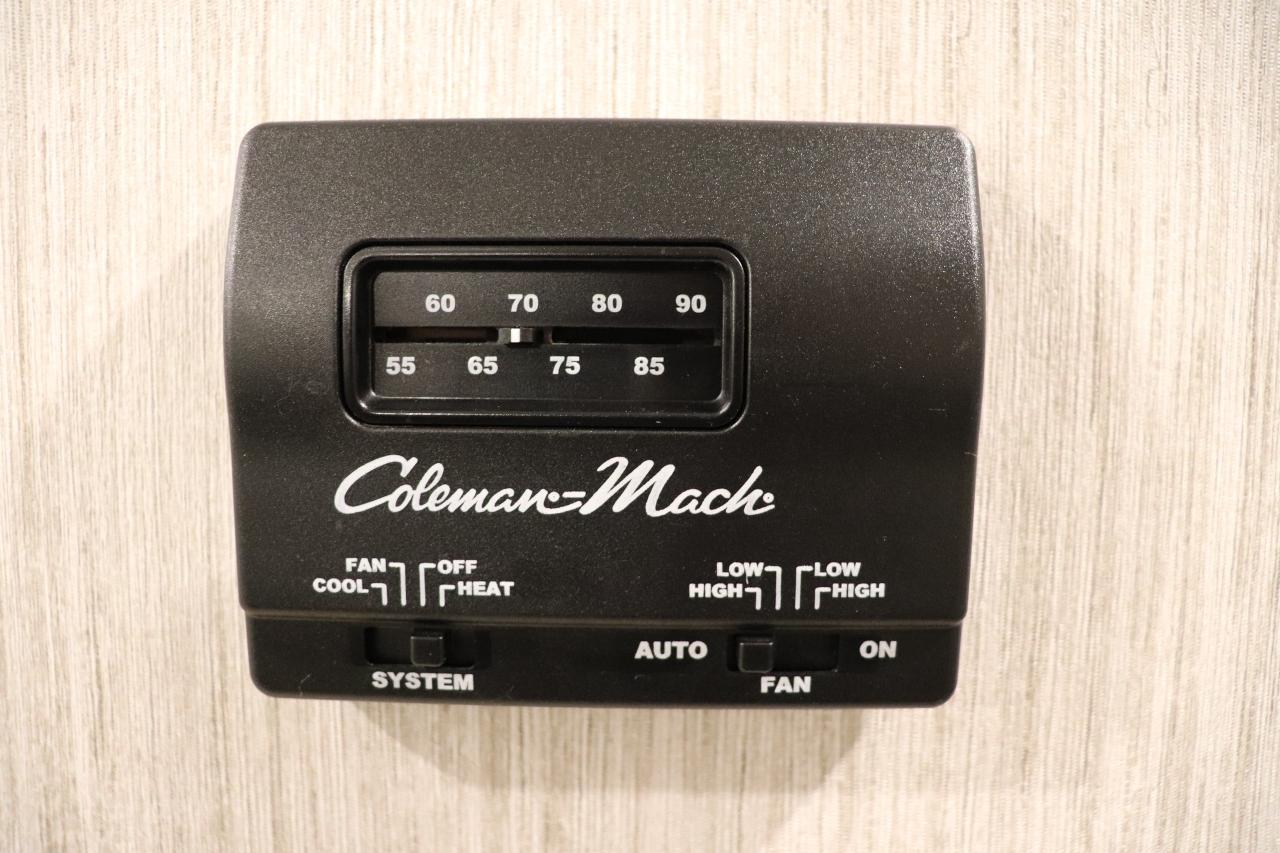 60 70 80 90
55 65 75 85
Coleman-Mach
FAN OFF
COOL HEAT
LOW LOW
HIGH HIGH
AUTO ON
SYSTEM
FAN